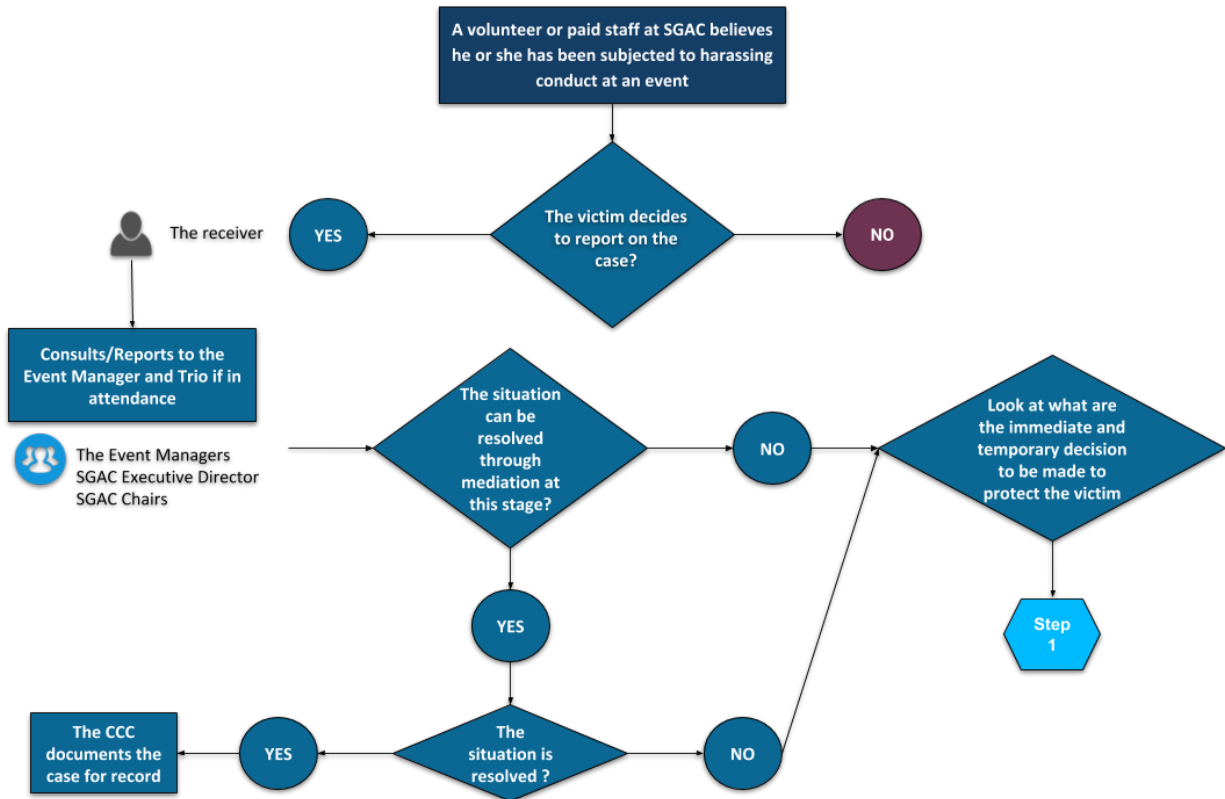 A volunteer or paid staff at SGAC believes
he or she has been subjected to harassing
conduct at an event
The victim decides
to report on the
case?
YES
NO
The receiver
Consults/Reports to the
Event Manager and Trio if in
attendance
The Event Managers
SGAC Executive Director
SGAC Chairs
The situation
can be
resolved
through
mediation at
this stage?
NO
Look at what are
the immediate and
temporary decision
to be made to
protect the victim
YES
Step
1
The
situation is
resolved ?
YES
NO
The CCC
documents the
case for record